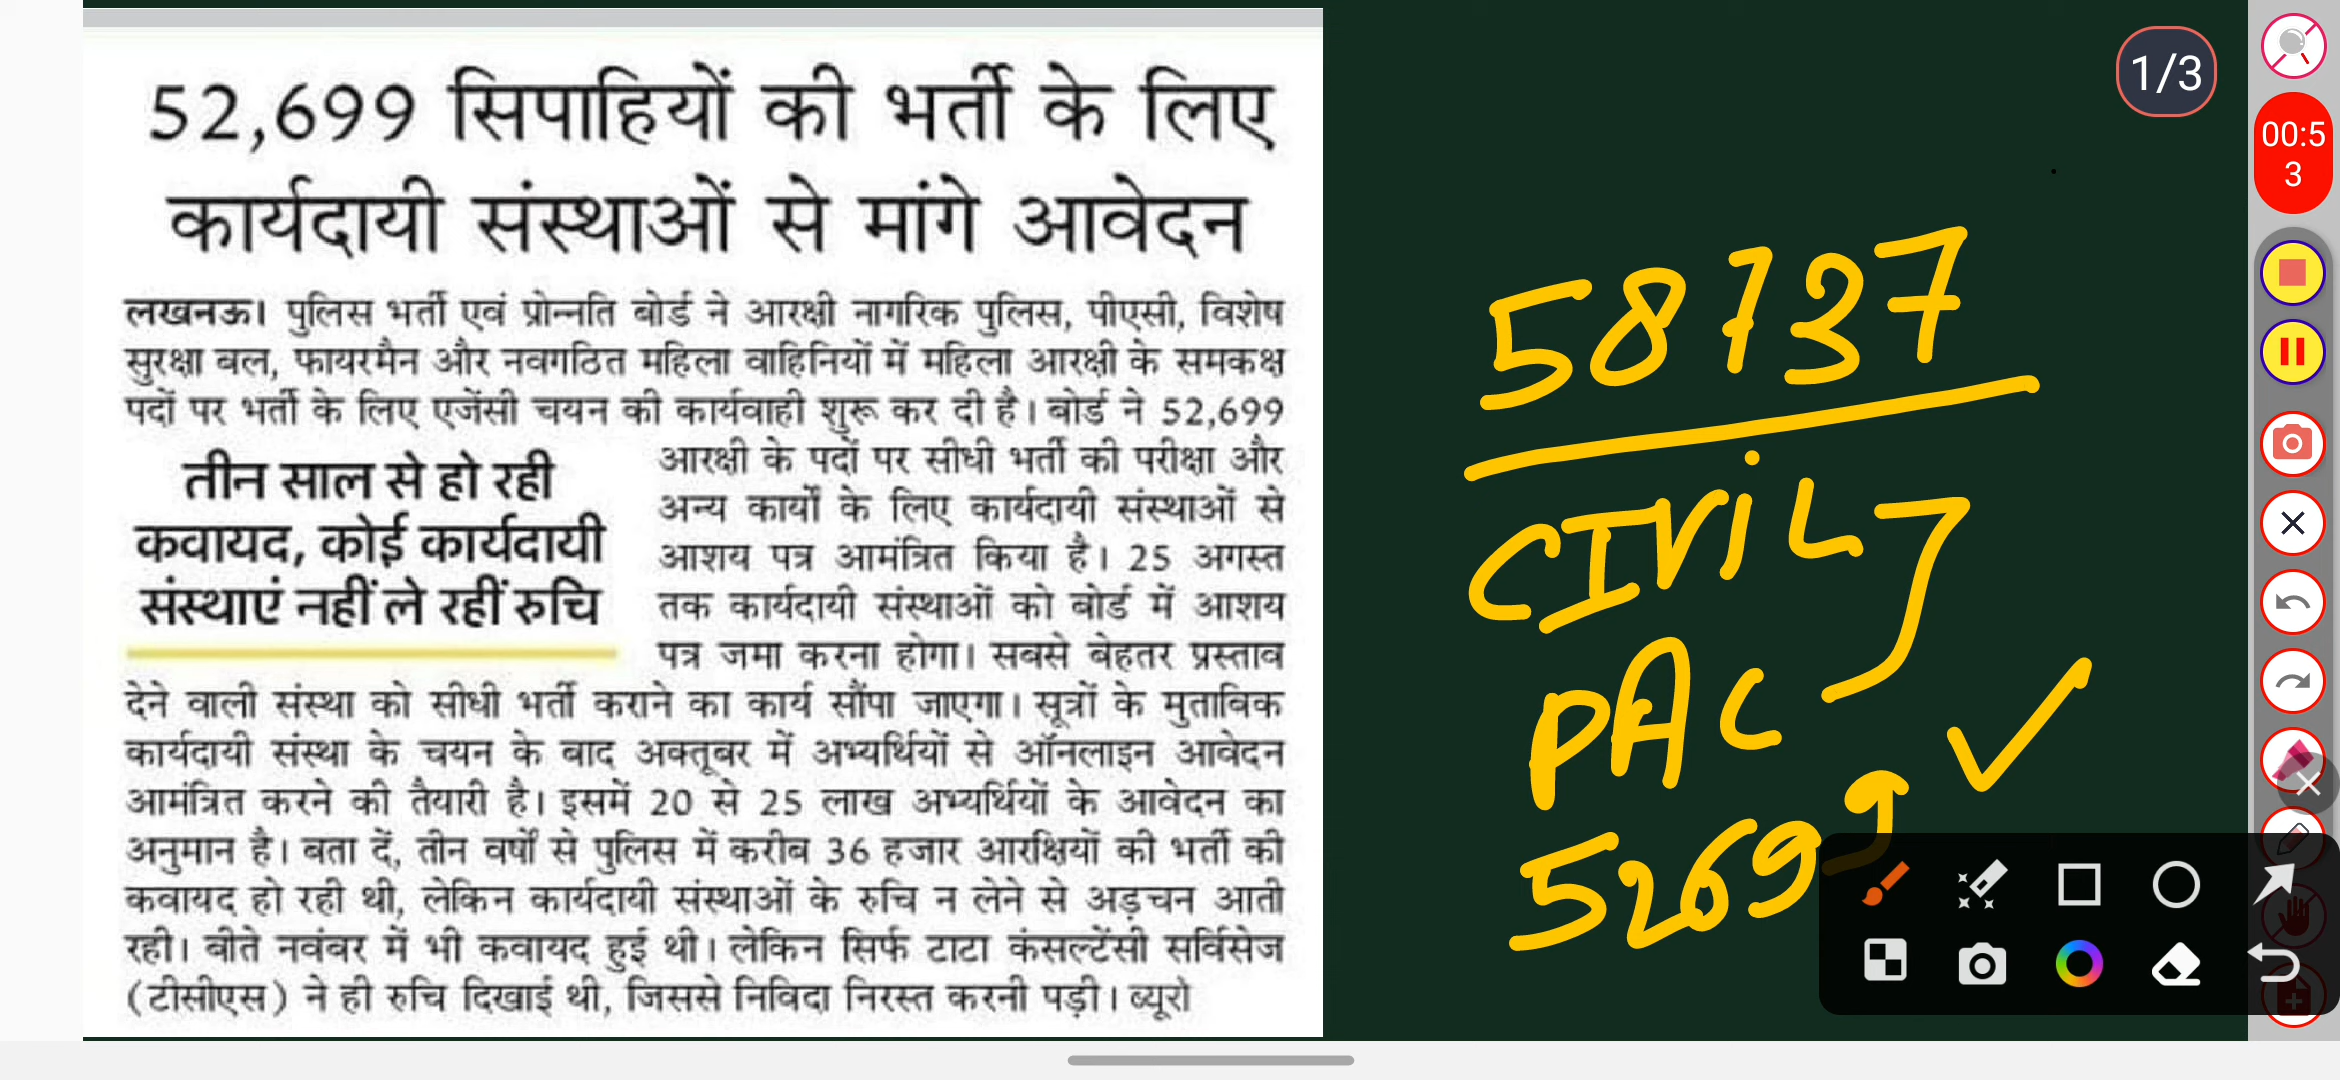 52,699 सिपाहियों की भर्ती के लिए
कार्यदायी संस्थाओं से मांगे आवेदन
लखनऊ। पुलिस भर्ती एवं प्रोन्नति बोर्ड ने आरक्षी नागरिक पुलिस, पीएसी, विशेष
सुरक्षा बल, फायरमैन और नवगठित महिला वाहिनियों में महिला आरक्षी के समकक्ष
पदों पर भर्ती के लिए एजेंसी चयन की कार्यवाही शुरू कर दी है। बोर्ड ने 52,699
तीन साल से हो रही
कवायद, कोई कार्यदायी
संस्थाएं नहीं ले रहीं रुचि
आरक्षी के पदों पर सीधी भर्ती की परीक्षा और
अन्य कार्यों के लिए कार्यदायी संस्थाओं से
आशय पत्र आमंत्रित किया है। 25 अगस्त
तक कार्यदायी संस्थाओं को बोर्ड में आशय
पत्र जमा करना होगा। सबसे बेहतर प्रस्ताव
देने वाली संस्था को सीधी भर्ती कराने का कार्य सौंपा जाएगा। सूत्रों के मुताबिक
कार्यदायी संस्था के चयन के बाद अक्तूबर में अभ्यर्थियों से ऑनलाइन आवेदन
आमंत्रित करने की तैयारी है। इसमें 20 से 25 लाख अभ्यर्थियों के आवेदन का
अनुमान है। बता दें, तीन वर्षों से पुलिस में करीब 36 हजार आरक्षियों की भर्ती की
कवायद हो रही थी, लेकिन कार्यदायी संस्थाओं के रुचि न लेने से अड़चन आती
रही। बीते नवंबर में भी कवायद हुई थी। लेकिन सिर्फ टाटा कंसल्टेंसी सर्विसेज
(टीसीएस) ने ही रुचि दिखाई थी, जिससे निविदा निरस्त करनी पड़ी। ब्यूरो
58737
CIViL
PAC
52699
1/3
00:5
3